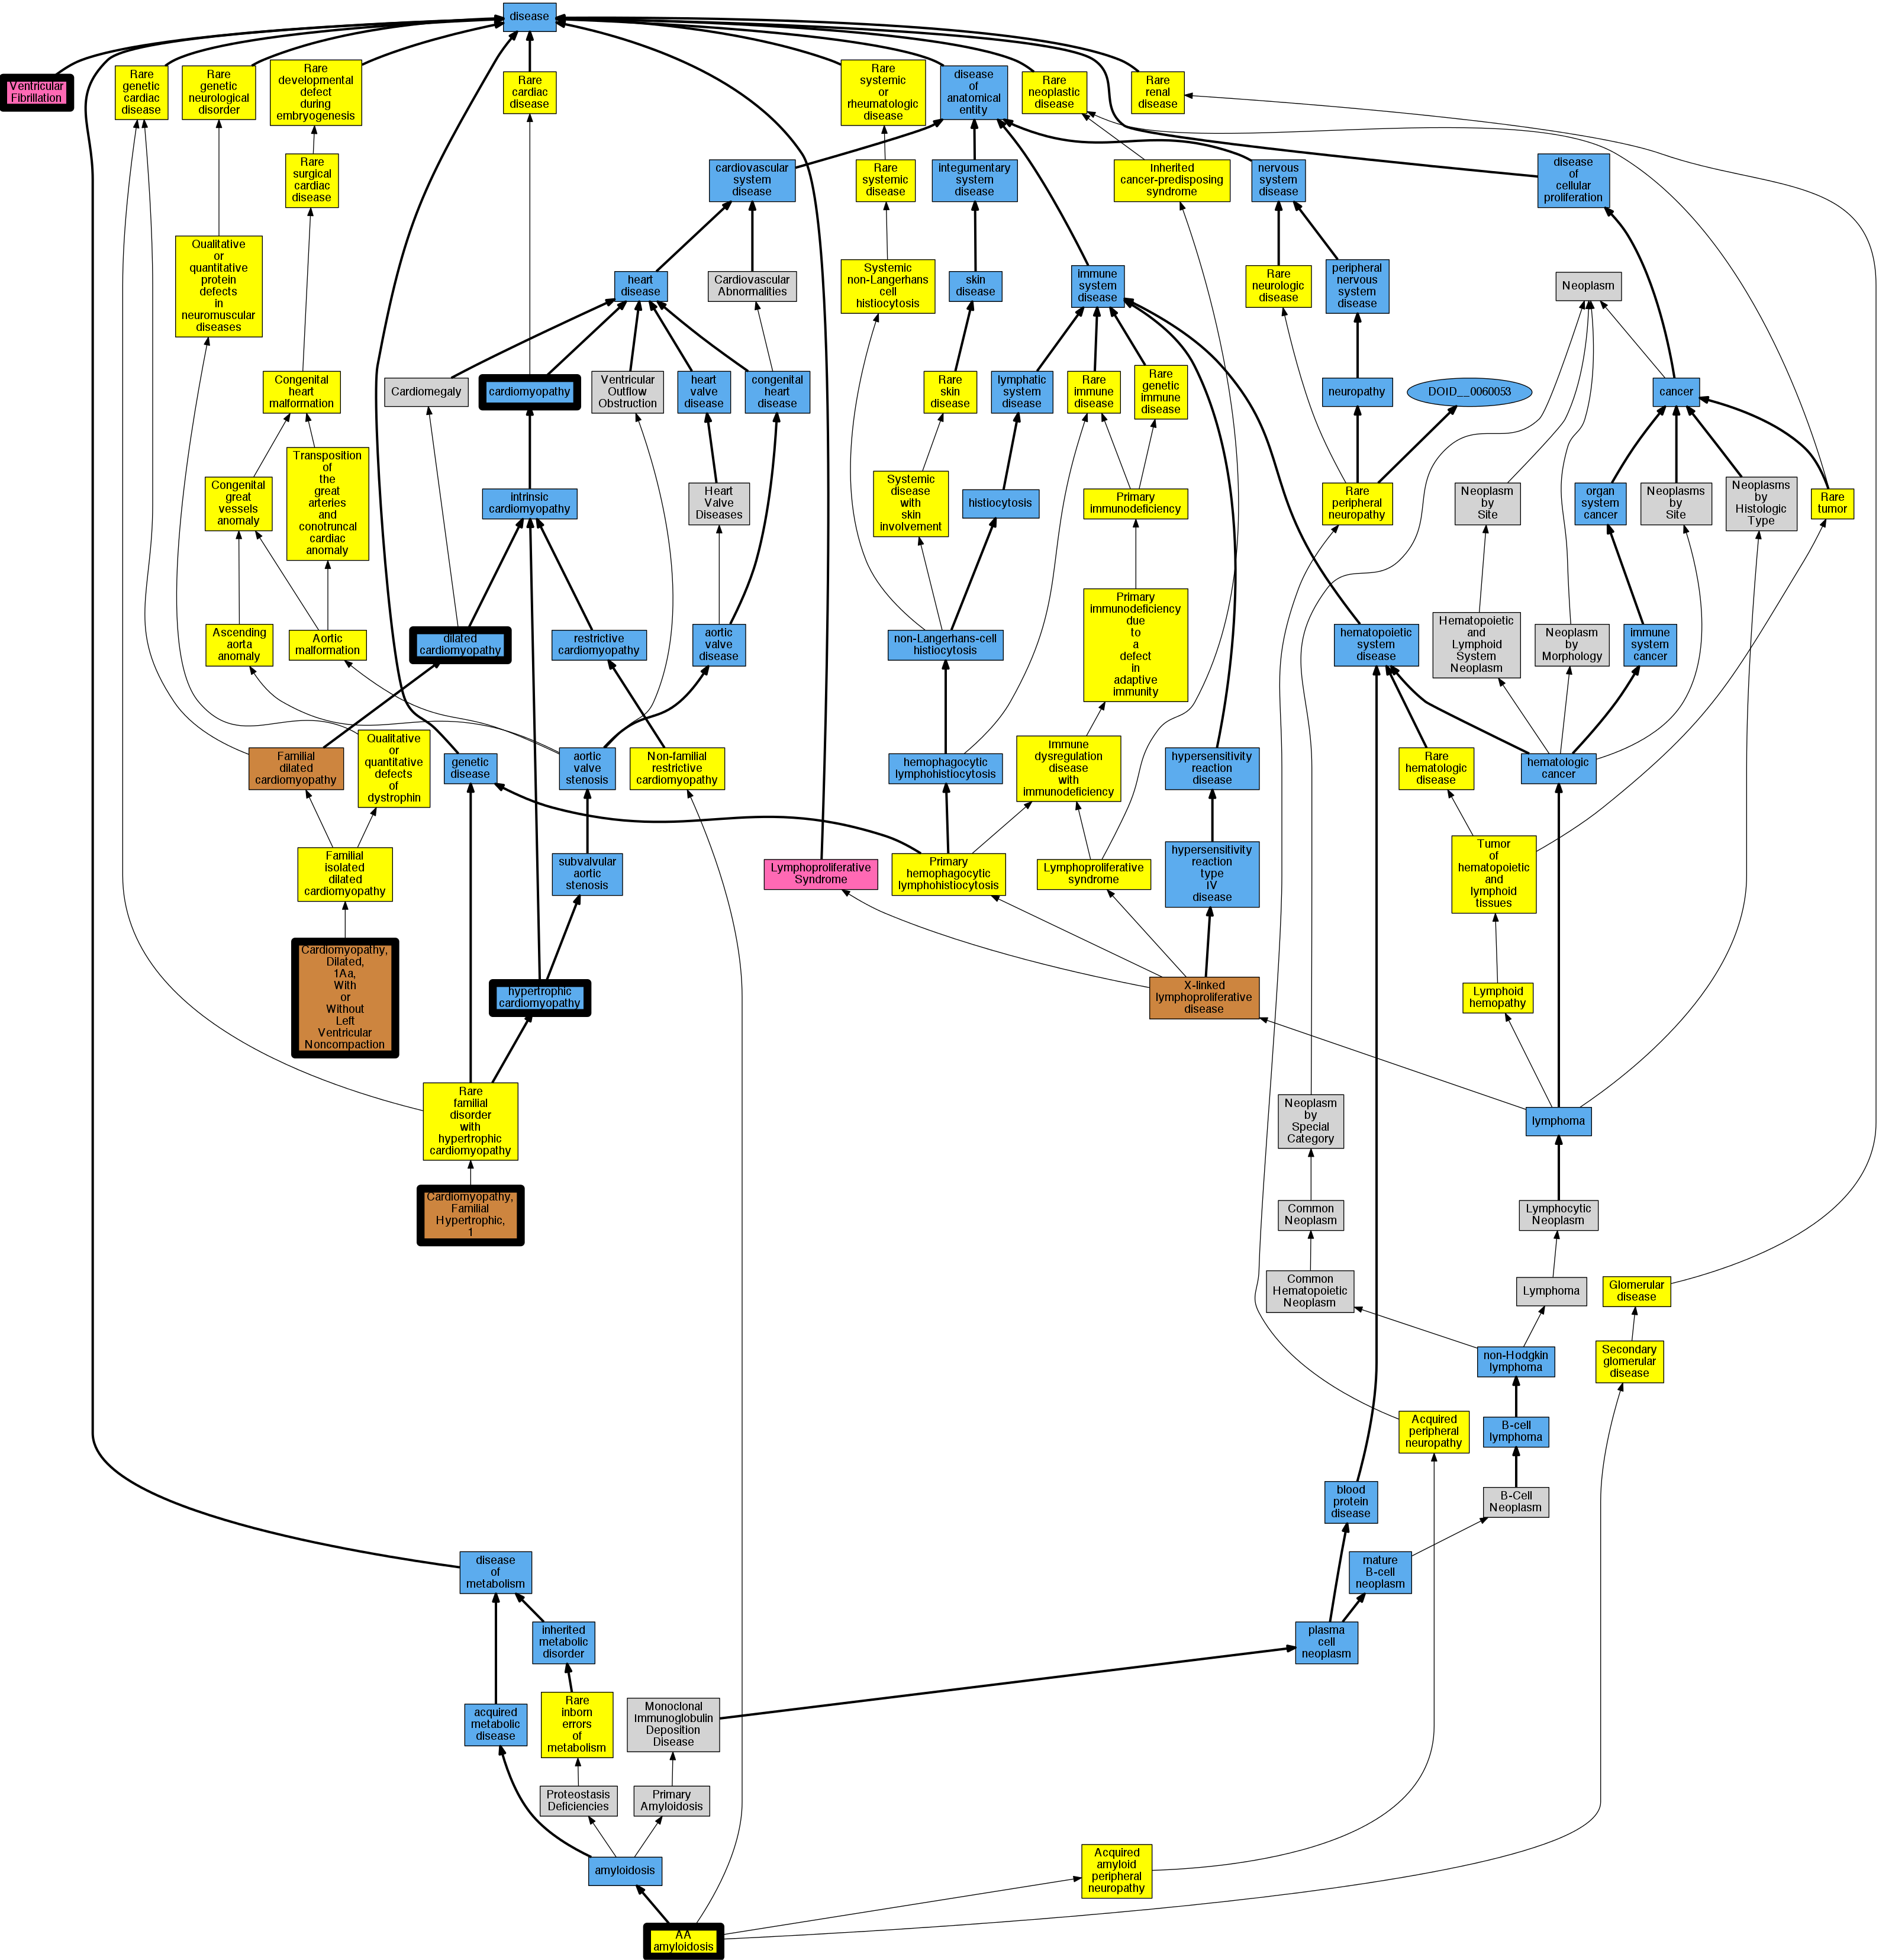 disease
Ventricular
Fibrillation
Rare
genetic
cardiac
disease
Rare
genetic
neurological
disorder
Rare
developmental
defect
during
embryogenesis
Rare
cardiac
disease
Rare
systemic
or
rheumatologic
disease
disease
of
anatomical
entity
Rare
neoplastic
disease
Rare
renal
disease
Rare
surgical
cardiac
disease
cardiovascular
system
disease
Rare
systemic
disease
integumentary
system
disease
Inherited
cancer-predisposing
syndrome
nervous
system
disease
disease
of
cellular
proliferation
Qualitative
or
quantitative
protein
defects
in
neuromuscular
diseases
heart
disease
Cardiovascular
Abnormalities
Systemic
non-Langerhans
cell
histiocytosis
skin
disease
immune
system
disease
Rare
neurologic
disease
peripheral
nervous
system
disease
Neoplasm
Congenital
heart
malformation
Cardiomegaly
cardiomyopathy
Ventricular
Outflow
Obstruction
heart
valve
disease
congenital
heart
disease
Rare
skin
disease
lymphatic
system
disease
Rare
immune
disease
Rare
genetic
immune
disease
neuropathy
DOID__0060053
cancer
Congenital
great
vessels
anomaly
Transposition
of
the
great
arteries
and
conotruncal
cardiac
anomaly
intrinsic
cardiomyopathy
Heart
Valve
Diseases
Systemic
disease
with
skin
involvement
histiocytosis
Primary
immunodeficiency
Rare
peripheral
neuropathy
Neoplasm
by
Site
organ
system
cancer
Neoplasms
by
Site
Neoplasms
by
Histologic
Type
Rare
tumor
Ascending
aorta
anomaly
Aortic
malformation
dilated
cardiomyopathy
restrictive
cardiomyopathy
aortic
valve
disease
non-Langerhans-cell
histiocytosis
Primary
immunodeficiency
due
to
a
defect
in
adaptive
immunity
hematopoietic
system
disease
Hematopoietic
and
Lymphoid
System
Neoplasm
Neoplasm
by
Morphology
immune
system
cancer
Familial
dilated
cardiomyopathy
Qualitative
or
quantitative
defects
of
dystrophin
genetic
disease
aortic
valve
stenosis
Non-familial
restrictive
cardiomyopathy
hemophagocytic
lymphohistiocytosis
Immune
dysregulation
disease
with
immunodeficiency
hypersensitivity
reaction
disease
Rare
hematologic
disease
hematologic
cancer
Familial
isolated
dilated
cardiomyopathy
subvalvular
aortic
stenosis
Lymphoproliferative
Syndrome
Primary
hemophagocytic
lymphohistiocytosis
Lymphoproliferative
syndrome
hypersensitivity
reaction
type
IV
disease
Tumor
of
hematopoietic
and
lymphoid
tissues
Cardiomyopathy,
Dilated,
1Aa,
With
or
Without
Left
Ventricular
Noncompaction
hypertrophic
cardiomyopathy
X-linked
lymphoproliferative
disease
Lymphoid
hemopathy
Rare
familial
disorder
with
hypertrophic
cardiomyopathy
Neoplasm
by
Special
Category
lymphoma
Cardiomyopathy,
Familial
Hypertrophic,
1
Common
Neoplasm
Lymphocytic
Neoplasm
Common
Hematopoietic
Neoplasm
Lymphoma
Glomerular
disease
non-Hodgkin
lymphoma
Secondary
glomerular
disease
Acquired
peripheral
neuropathy
B-cell
lymphoma
blood
protein
disease
B-Cell
Neoplasm
disease
of
metabolism
mature
B-cell
neoplasm
inherited
metabolic
disorder
plasma
cell
neoplasm
acquired
metabolic
disease
Rare
inborn
errors
of
metabolism
Monoclonal
Immunoglobulin
Deposition
Disease
Proteostasis
Deficiencies
Primary
Amyloidosis
amyloidosis
Acquired
amyloid
peripheral
neuropathy
AA
amyloidosis